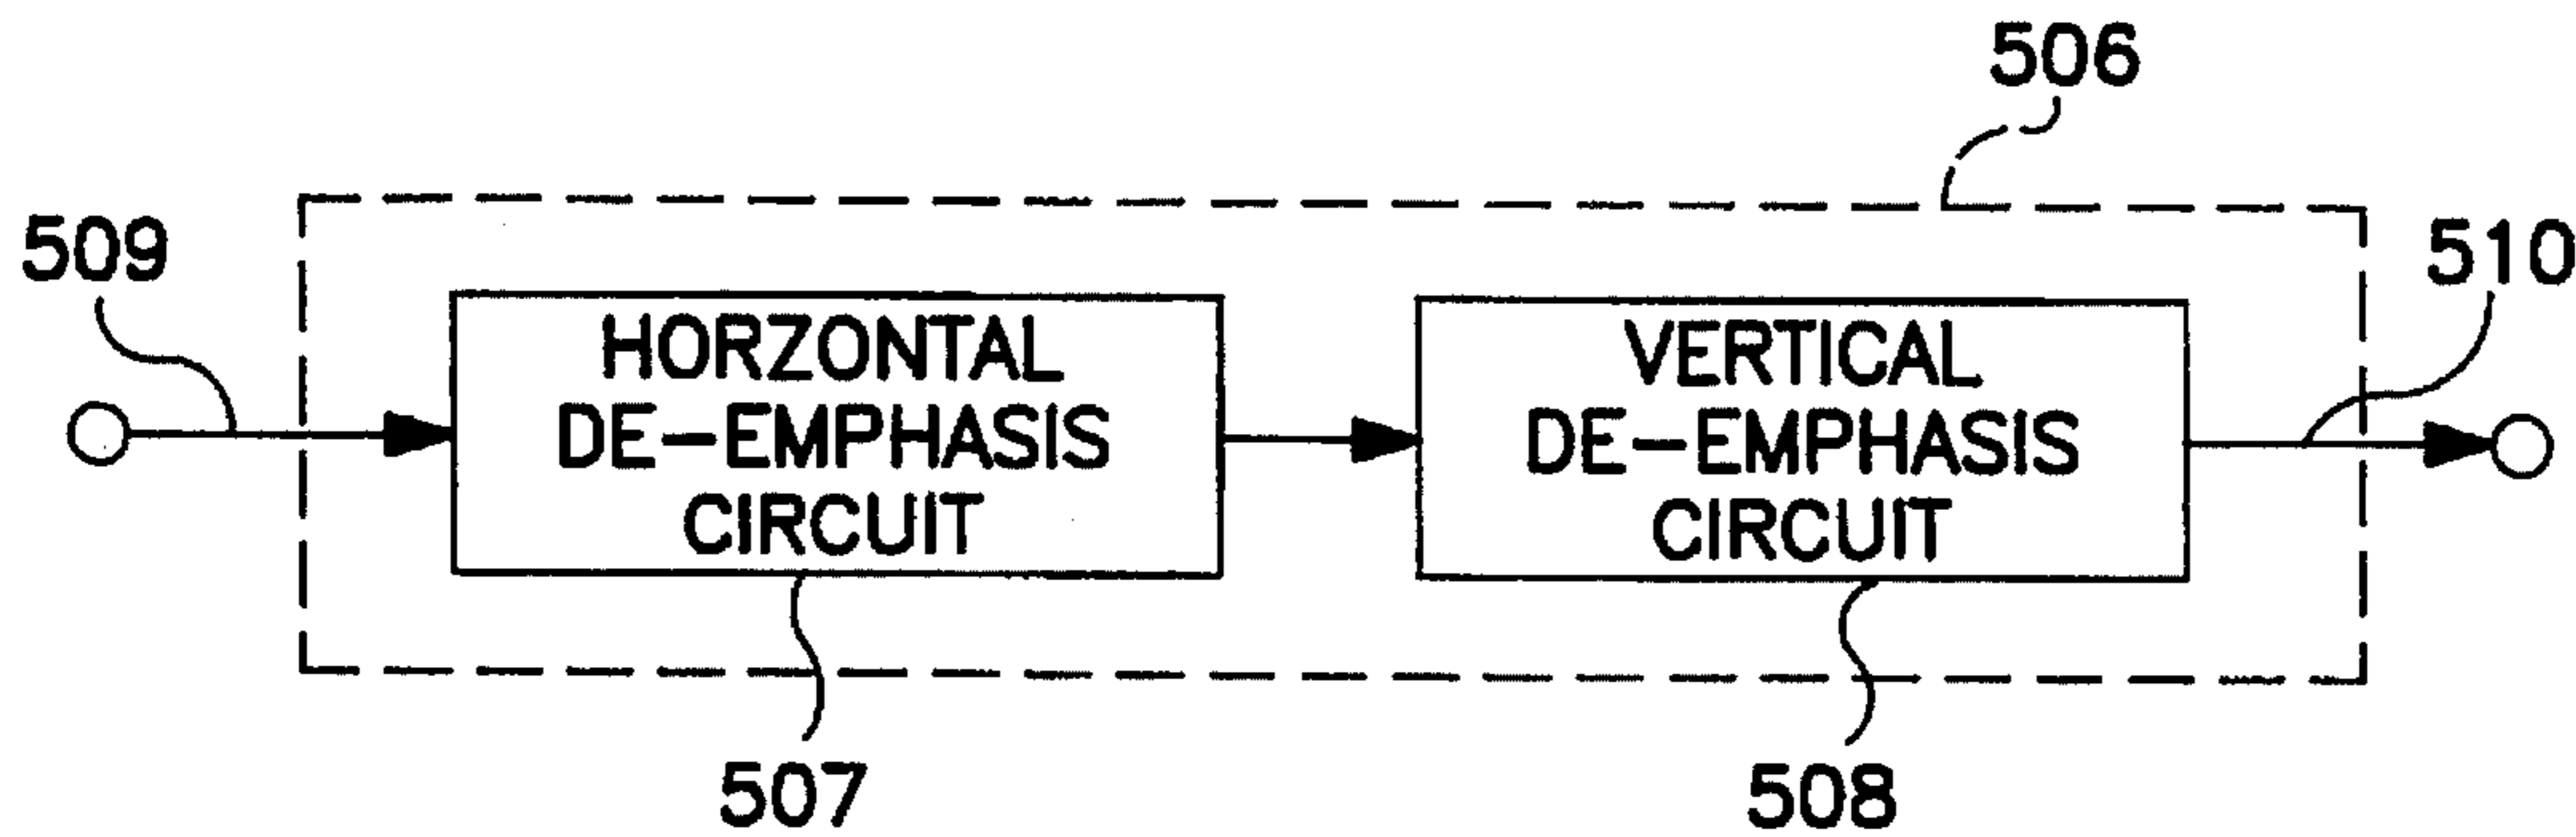 506
509
510
HORZONTAL
DE-EMPHASIS
CIRCUIT
VERTICAL
DE-EMPHASIS
CIRCUIT
507
508